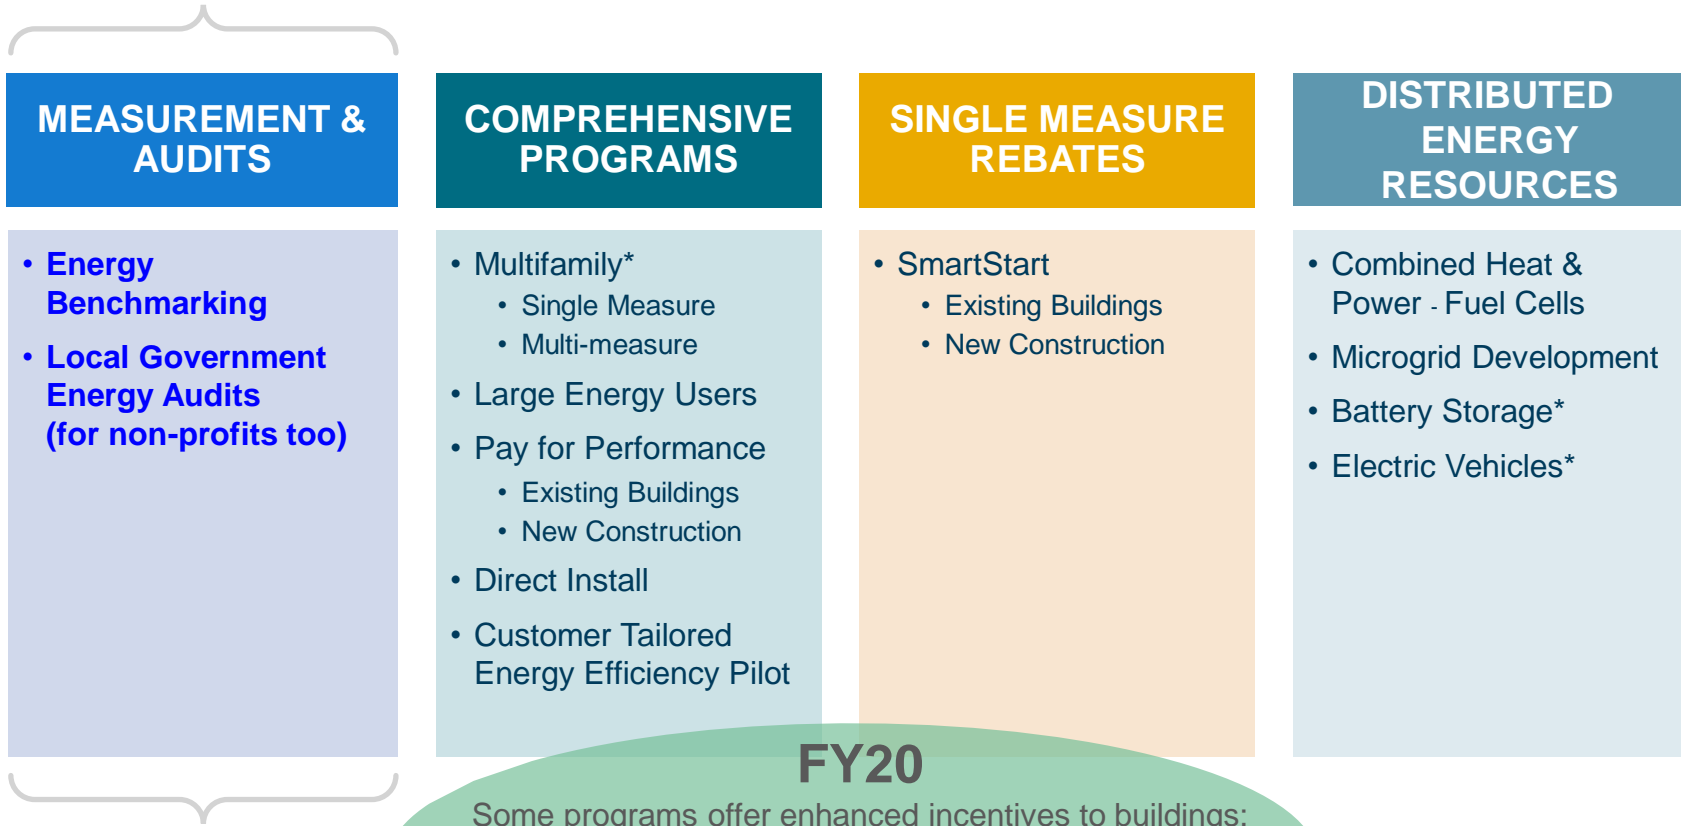 MEASUREMENT &
AUDITS
• Energy
Benchmarking
• Local Government
Energy Audits
(for non-profits too)
COMPREHENSIVE
PROGRAMS
• Multifamily*
• Single Measure
• Multi-measure
• Large Energy Users
• Pay for Performance
• Existing Buildings
• New Construction
• Direct Install
• Customer Tailored
Energy Efficiency Pilot
SINGLE MEASURE
REBATES
• SmartStart
• Existing Buildings
• New Construction
DISTRIBUTED
ENERGY
RESOURCES
• Combined Heat &
Power - Fuel Cells
• Microgrid Development
• Battery Storage*
• Electric Vehicles*
FY20
Some programs offer enhanced incentives to buildings: